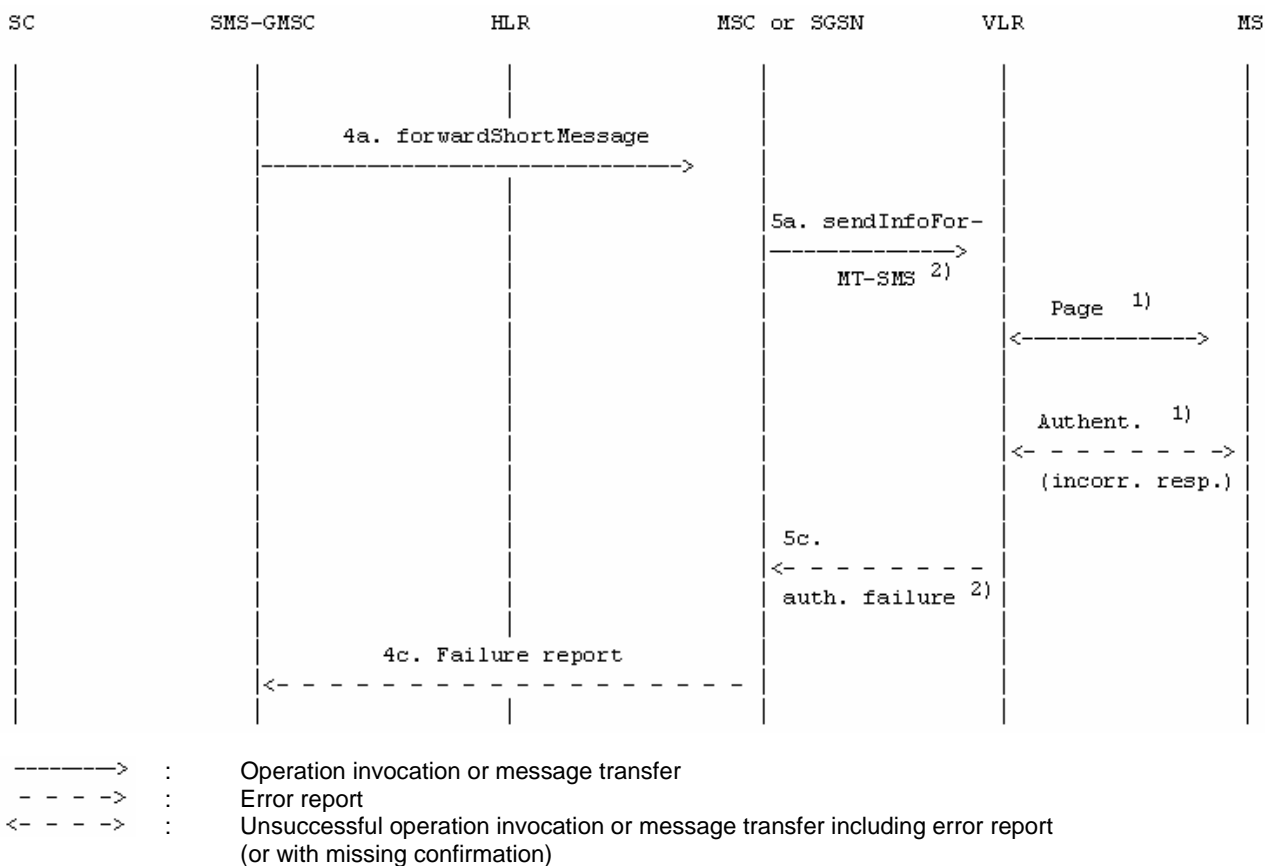 SC SMS-GMSC HLR MSC or SGSN VLR MS
4a. forwardShortMessage
5a. sendInfoFor-
MT-SMS 2)
Page 1)
Authent. 1)
(incorr. resp.)
5c.
auth. failure 2)
4c. Failure report
: Operation invocation or message transfer
: Error report
: Unsuccessful operation invocation or message transfer including error report
(or with missing confirmation)